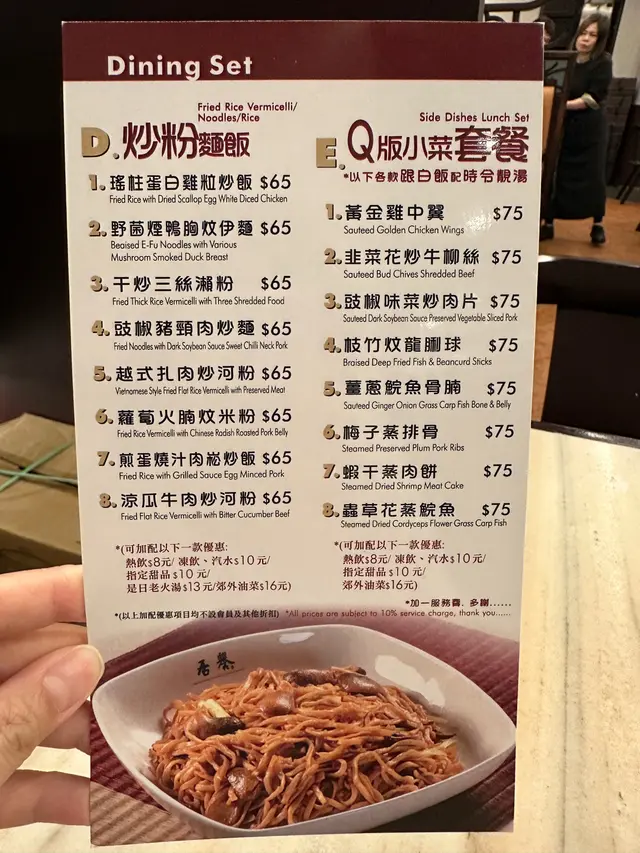 Dining Set
Fried Rice Vermicelli/
Noodles/Rice
D.炒粉麵飯
1.瑤柱蛋白雞粒炒飯 $65
Fried Rice with Dried Scallop Egg White Diced Chicken
2.野菌煙鴨胸炆伊麵 $65
Beaised E-Fu Noodles with Various
Mushroom Smoked Duck Breast
3.干炒三絲瀨粉 $65
Fried Thick Rice Vermicelli with Three Shredded Food
4.豉椒豬頸肉炒麵 $65
Fried Noodles with Dark Soybean Sauce Sweet Chilli Neck Pork
5.越式扎肉炒河粉 $65
Vietnamese Style Fried Flat Rice Vermicelli with Preserved Meat
6.蘿蔔火腩炆米粉 $65
Fried Rice Vermicelli with Chinese Radish Roasted Pork Belly
7.煎蛋燒汁肉崧炒飯 $65
Fried Rice with Grilled Sauce Egg Minced Pork
8.涼瓜牛肉炒河粉 $65
Fried Flat Rice Vermicelli with Bitter Cucumber Beef
*(可加配以下一款優惠:
熱飲$8元/ 凍飲、汽水$10元/
指定甜品$10元/
是日老火湯$13元/郊外油菜$16元)
*(以上加配優惠項目均不設會員及其他折扣)
Side Dishes Lunch Set
E.Q版小菜套餐
*以下各款跟白飯配時令靚湯
1.黃金雞中翼 $75
Sauteed Golden Chicken Wings
2.韭菜花炒牛柳絲 $75
Sauteed Bud Chives Shredded Beef
3.豉椒味菜炒肉片 $75
Sauteed Dark Soybean Sauce Preserved Vegetable Sliced Pork
4.枝竹炆龍脷球 $75
Braised Deep Fried Fish & Beancurd Sticks
5.薑蔥鯇魚骨腩 $75
Sauteed Ginger Onion Grass Carp Fish Bone & Belly
6.梅子蒸排骨 $75
Steamed Preserved Plum Pork Ribs
7.蝦干蒸肉餅 $75
Steamed Dried Shrimp Meat Cake
8.蟲草花蒸鯇魚 $75
Steamed Dried Cordyceps Flower Grass Carp Fish
*(可加配以下一款優惠:
熱飲$8元/ 凍飲、汽水$10元/
指定甜品$10元/
郊外油菜$16元)
*加一服務費, 多謝......
*All prices are subject to 10% service charge, thank you......